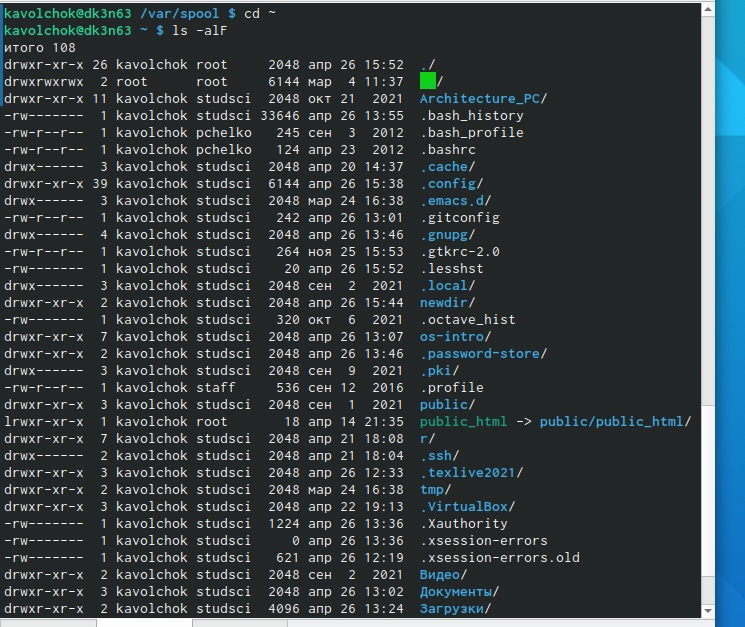 kavolchok@dk3n63 /var/spool $ cd ~
kavolchok@dk3n63 ~ $ ls -alF
итого 108
drwxr-xr-x 26 kavolchok root     2048 апр 26 15:52 ./
drwxrwxrwx  2 root      root     6144 мар  4 11:37 ../
drwxr-xr-x 11 kavolchok studsci  2048 окт 21  2021 Architecture_PC/
-rw-------  1 kavolchok studsci 33646 апр 26 13:55 .bash_history
-rw-r--r--  1 kavolchok pchelko   245 сен  3  2012 .bash_profile
-rw-r--r--  1 kavolchok pchelko   124 апр 23  2012 .bashrc
drwx------  3 kavolchok studsci  2048 апр 20 14:37 .cache/
drwxr-xr-x 39 kavolchok studsci  6144 апр 26 15:38 .config/
drwx------  3 kavolchok studsci  2048 мар 24 16:38 .emacs.d/
-rw-r--r--  1 kavolchok studsci   242 апр 26 13:01 .gitconfig
drwx------  4 kavolchok studsci  2048 апр 26 13:46 .gnupg/
-rw-r--r--  1 kavolchok studsci   264 ноя 25 15:53 .gtkrc-2.0
-rw-------  1 kavolchok studsci    20 апр 26 15:52 .lesshst
drwx------  3 kavolchok studsci  2048 сен  2  2021 .local/
drwxr-xr-x  2 kavolchok studsci  2048 апр 26 15:44 newdir/
-rw-------  1 kavolchok studsci   320 окт  6  2021 .octave_hist
drwxr-xr-x  7 kavolchok studsci  2048 апр 26 13:07 os-intro/
drwxr-xr-x  2 kavolchok studsci  2048 апр 26 13:46 .password-store/
drwx------  3 kavolchok studsci  2048 сен  9  2021 .pki/
-rw-r--r--  1 kavolchok staff     536 сен 12  2016 .profile
drwxr-xr-x  3 kavolchok studsci  2048 сен  1  2021 public/
lrwxr-xr-x  1 kavolchok root       18 апр 14 21:35 public_html -> public/public_html/
drwxr-xr-x  7 kavolchok studsci  2048 апр 21 18:08 r/
drwx------  2 kavolchok studsci  2048 апр 21 18:04 .ssh/
drwxr-xr-x  3 kavolchok studsci  2048 апр 26 12:33 .texlive2021/
drwxr-xr-x  2 kavolchok studsci  2048 мар 24 16:38 tmp/
drwxr-xr-x  3 kavolchok studsci  2048 апр 22 19:13 .VirtualBox/
-rw-------  1 kavolchok studsci  1224 апр 26 13:36 .Xauthority
-rw-------  1 kavolchok studsci     0 апр 26 13:36 .xsession-errors
-rw-------  1 kavolchok studsci   621 апр 26 12:19 .xsession-errors.old
drwxr-xr-x  2 kavolchok studsci  2048 сен  2  2021 Видео/
drwxr-xr-x  3 kavolchok studsci  2048 апр 26 13:02 Документы/
drwxr-xr-x  2 kavolchok studsci  4096 апр 26 13:24 Загрузки/